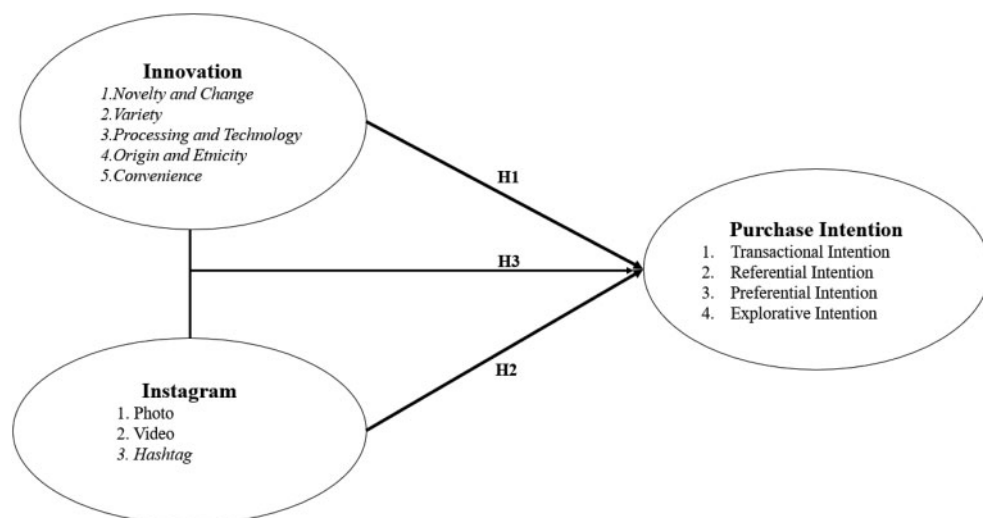 Innovation
1.Novelty and Change
2.Variety
3.Processing and Technology
4.Origin and Etnicity
5.Convenience
H1
Purchase Intention
1. Transactional Intention
2. Referential Intention
3. Preferential Intention
4. Explorative Intention
H3
H2
Instagram
1. Photo
2. Video
3. Hashtag